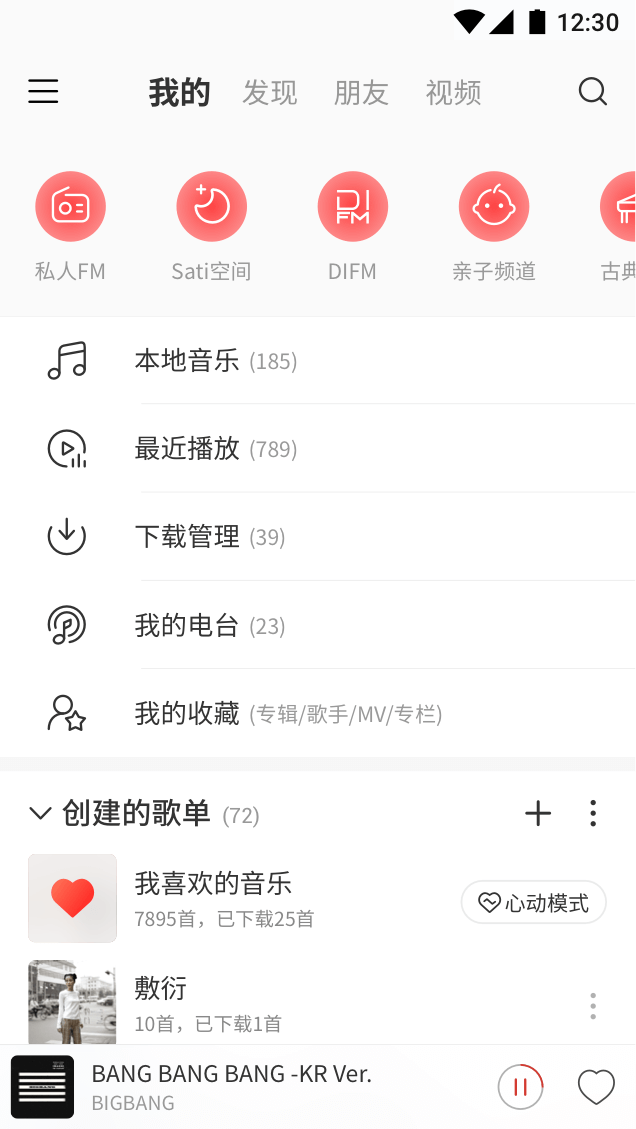 12:30
我的 发现 朋友 视频
DI
FM
私人FM Sati空间 DIFM 亲子频道 古典
本地音乐 (185)
最近播放 (789)
下载管理 (39)
我的电台 (23)
我的收藏 (专辑/歌手/MV/专栏)
创建的歌单 (72)
我喜欢的音乐
7895首，已下载25首
心动模式
敷衍
10首，已下载1首
BANG BANG BANG -KR Ver.
BIGBANG